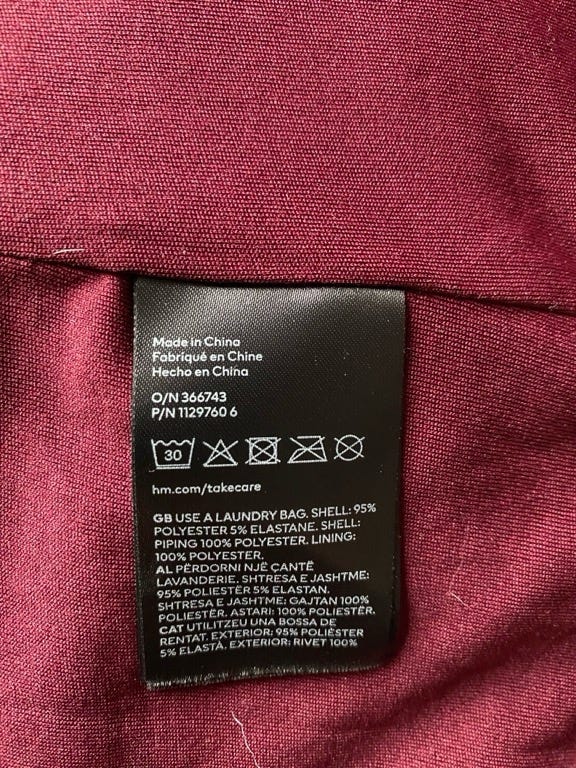 Made in China
Fabriqué en Chine
Hecho en China
O/N 366743
P/N 1129760 6
30
hm.com/takecare
GB USE A LAUNDRY BAG. SHELL: 95%
POLYESTER 5% ELASTANE. SHELL:
PIPING 100% POLYESTER. LINING:
100% POLYESTER.
AL PËRDORNI NJË ÇANTË
LAVANDERIE. SHTRESA E JASHTME:
95% POLIESTËR 5% ELASTAN.
SHTRESA E JASHTME: GAJTAN 100%
POLIESTËR. ASTARI: 100% POLIESTËR.
CAT UTILITZEU UNA BOSSA DE
RENTAT. EXTERIOR: 95% POLIÈSTER
5% ELASTÀ. EXTERIOR: RIVET 100%